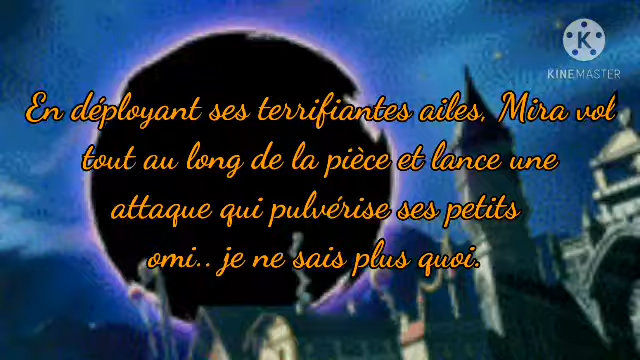 KINEMASTER
En déployant ses terrifiantes ailes, Mira vol
tout au long de la pièce et lance une
attaque qui pulvérise ses petits
omi.. je ne sais plus quoi.